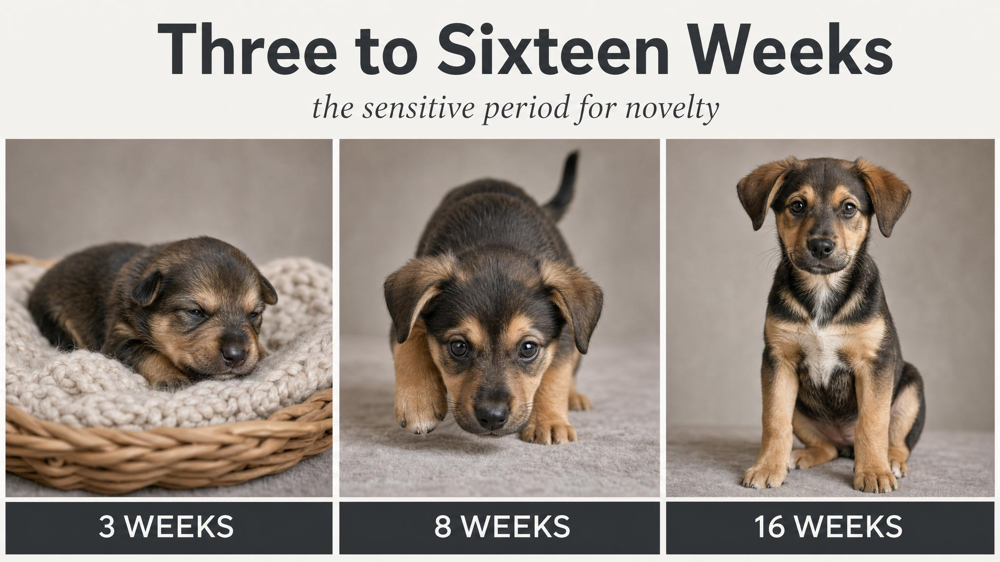 Three to Sixteen Weeks
the sensitive period for novelty
3 WEEKS
8 WEEKS
16 WEEKS